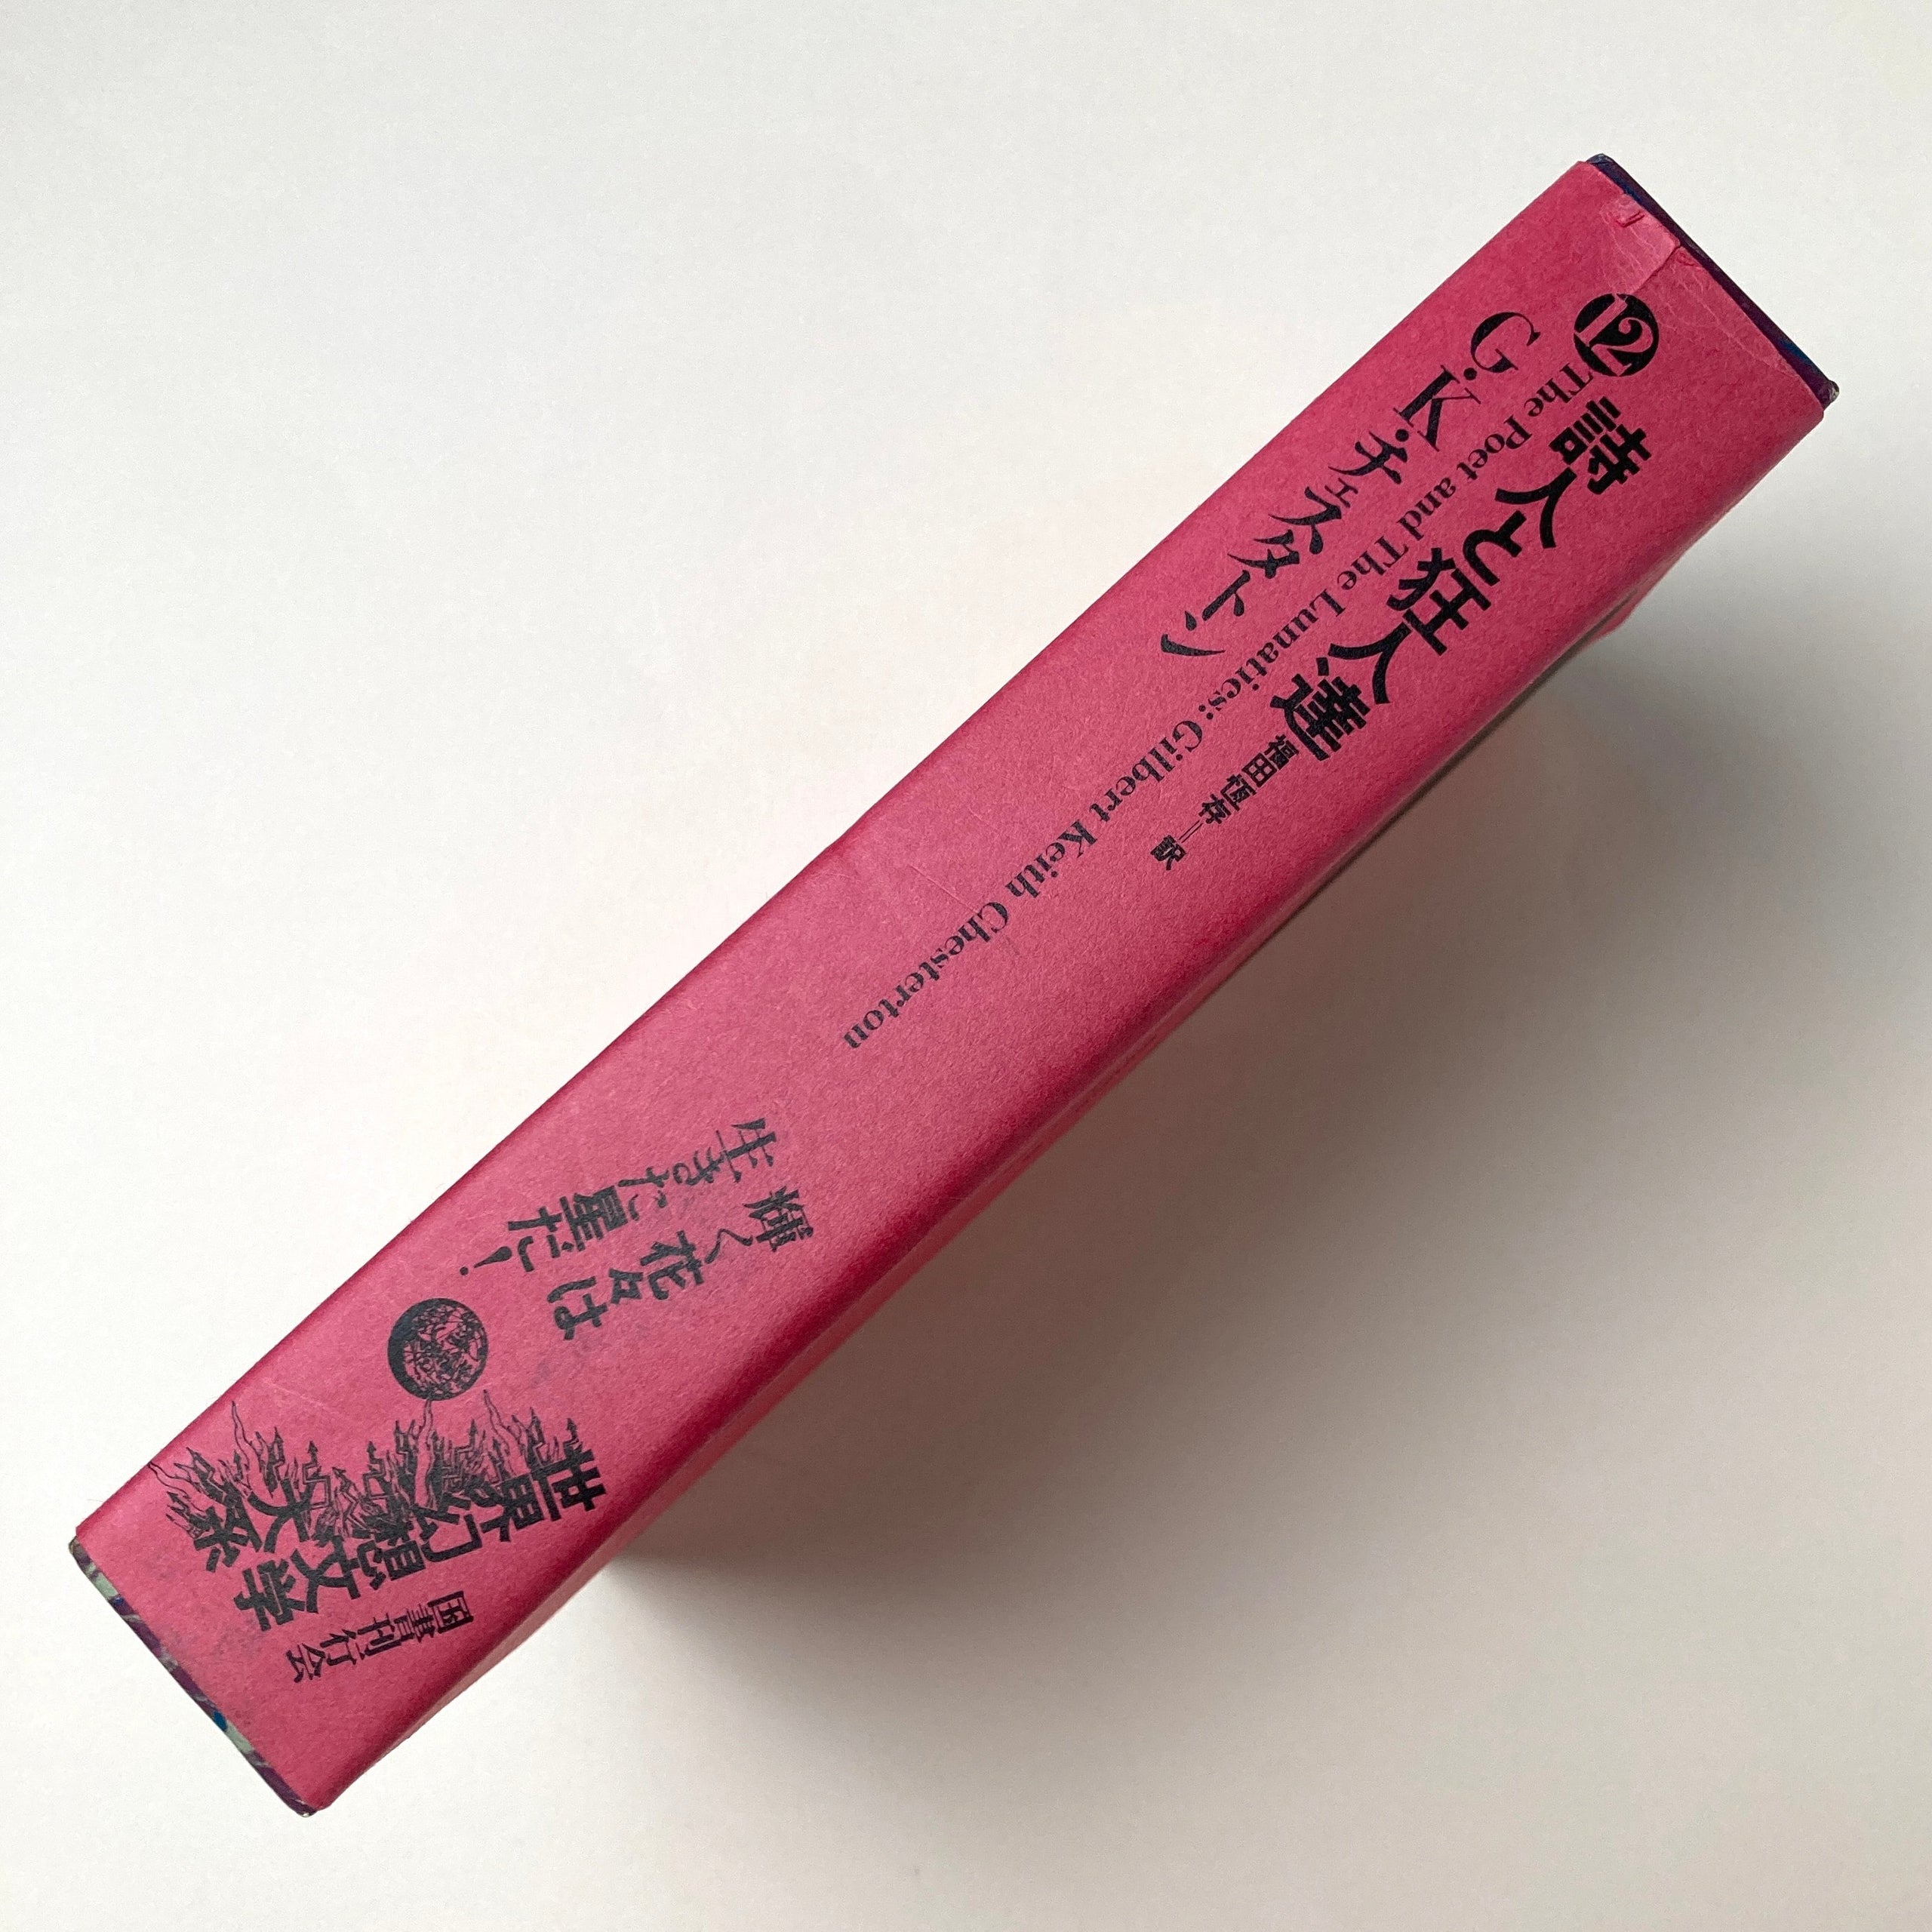 12
詩人と狂人達
福田恆存=訳
The Poet and The Lunatics: Gilbert Keith Chesterton
G・K・チェスタトン
輝く花々は
生きた星だ!
世界幻想文学
大系
国書刊行会